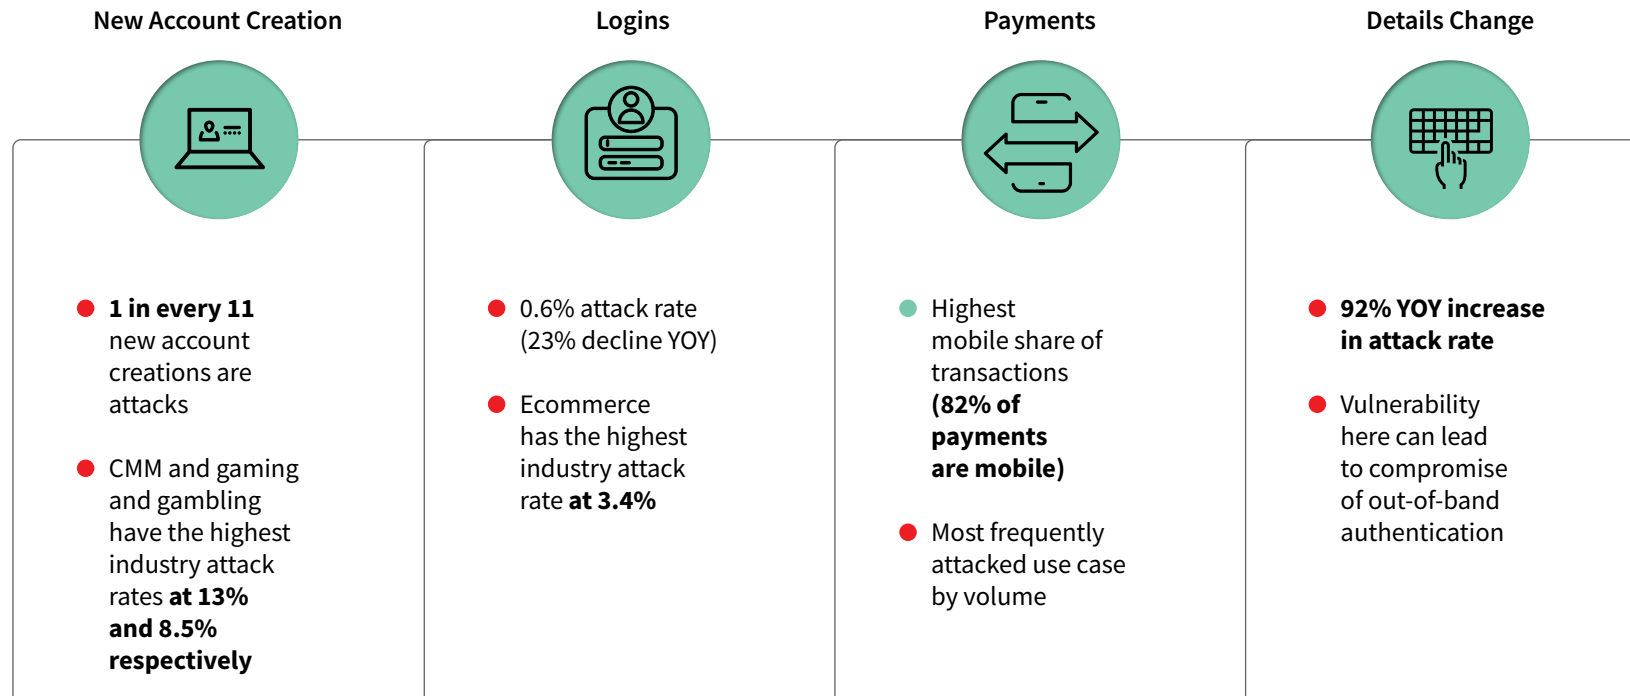 New Account Creation
1 in every 11
new account
creations are
attacks
CMM and gaming
and gambling
have the highest
industry attack
rates at 13%
and 8.5%
respectively
Logins
0.6% attack rate
(23% decline YOY)
Ecommerce
has the highest
industry attack
rate at 3.4%
Payments
Highest
mobile share of
transactions
(82% of
payments
are mobile)
Most frequently
attacked use case
by volume
Details Change
92% YOY increase
in attack rate
Vulnerability
here can lead
to compromise
of out-of-band
authentication